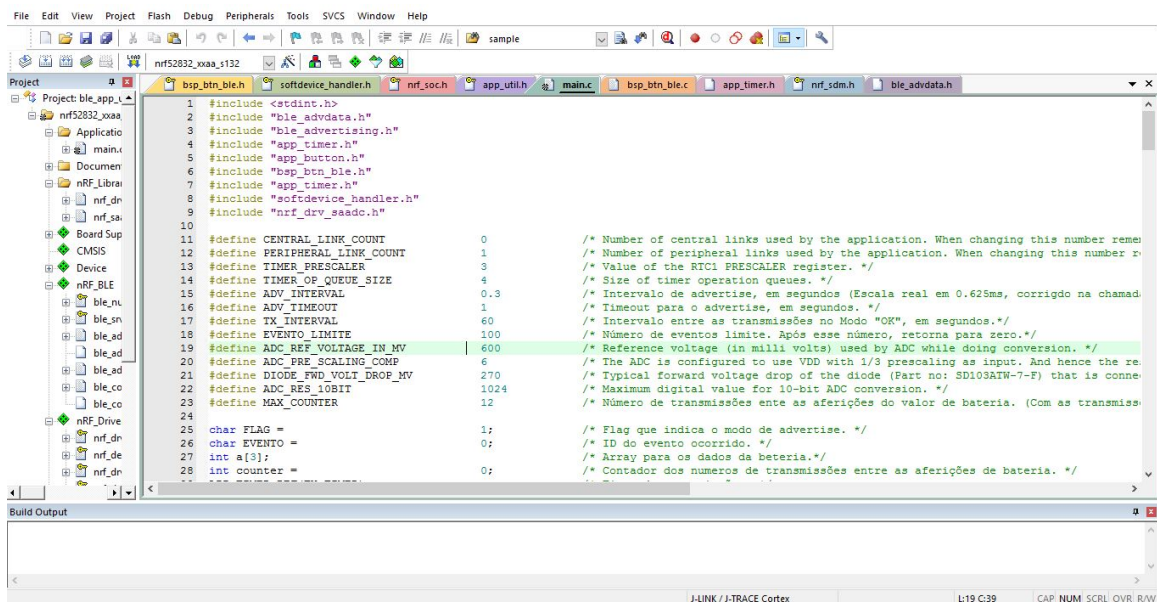 File Edit View Project Flash Debug Peripherals Tools SVCS Window Help
sample
nrf52832_xxaa_s132
Project
bsp_btn_ble.h softdevice_handler.h nrf_soc.h app_util.h main.c bsp_btn_ble.c app_timer.h nrf_sdm.h ble_advdata.h
Project: ble_app_u
nrf52832_xxaa
Applicatio
main.c
Documen
nRF_Librar
nrf_drv
nrf_saa
Board Sup
CMSIS
Device
nRF_BLE
ble_nu
ble_srv
ble_ad
ble_ad
ble_ad
ble_co
ble_co
nRF_Drive
nrf_drv
nrf_de
nrf_drv
1 #include <stdint.h>
2 #include "ble_advdata.h"
3 #include "ble_advertising.h"
4 #include "app_timer.h"
5 #include "app_button.h"
6 #include "bsp_btn_ble.h"
7 #include "app_timer.h"
8 #include "softdevice_handler.h"
9 #include "nrf_drv_saadc.h"
10
11 #define CENTRAL_LINK_COUNT 0 /* Number of central links used by the application. When changing this number remem
12 #define PERIPHERAL_LINK_COUNT 1 /* Number of peripheral links used by the application. When changing this number r
13 #define TIMER_PRESCALER 3 /* Value of the RTC1 PRESCALER register. */
14 #define TIMER_OP_QUEUE_SIZE 4 /* Size of timer operation queues. */
15 #define ADV_INTERVAL 0.3 /* Intervalo de advertise, em segundos (Escala real em 0.625ms, corrigdo na chamada
16 #define ADV_TIMEOUT 1 /* Timeout para o advertise, em segundos. */
17 #define TX_INTERVAL 60 /* Intervalo entre as transmissões no Modo "OK", em segundos.*/
18 #define EVENTO_LIMITE 100 /* Número de eventos limite. Após esse número, retorna para zero.*/
19 #define ADC_REF_VOLTAGE_IN_MV 600 /* Reference voltage (in milli volts) used by ADC while doing conversion. */
20 #define ADC_PRE_SCALING_COMP 6 /* The ADC is configured to use VDD with 1/3 prescaling as input. And hence the re
21 #define DIODE_FWD_VOLT_DROP_MV 270 /* Typical forward voltage drop of the diode (Part no: SD103ATW-7-F) that is conne
22 #define ADC_RES_10BIT 1024 /* Maximum digital value for 10-bit ADC conversion. */
23 #define MAX_COUNTER 12 /* Número de transmissões ente as aferições do valor de bateria. (Com as transmiss
24
25 char FLAG = 1; /* Flag que indica o modo de advertise. */
26 char EVENTO = 0; /* ID do evento ocorrido. */
27 int a[3]; /* Array para os dados da beteria.*/
28 int counter = 0; /* Contador dos numeros de transmissões entre as aferições de bateria. */
Build Output
J-LINK / J-TRACE Cortex L:19 C:39 CAP NUM SCRL OVR R/W